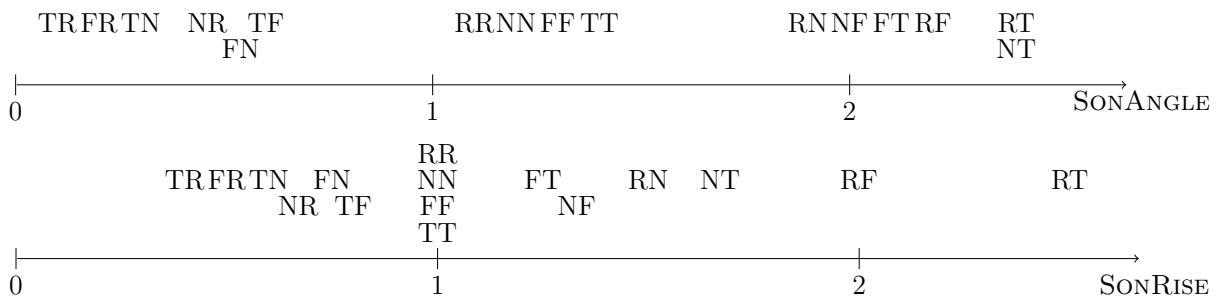 TR FR TN NR TF RR NN FF TT RN NF FT RF RT
FN NT
0 1 2 SONANGLE
RR
TR FR TN FN NN FT RN NT RF RT
NR TF FF NF
TT
0 1 2 SONRISE